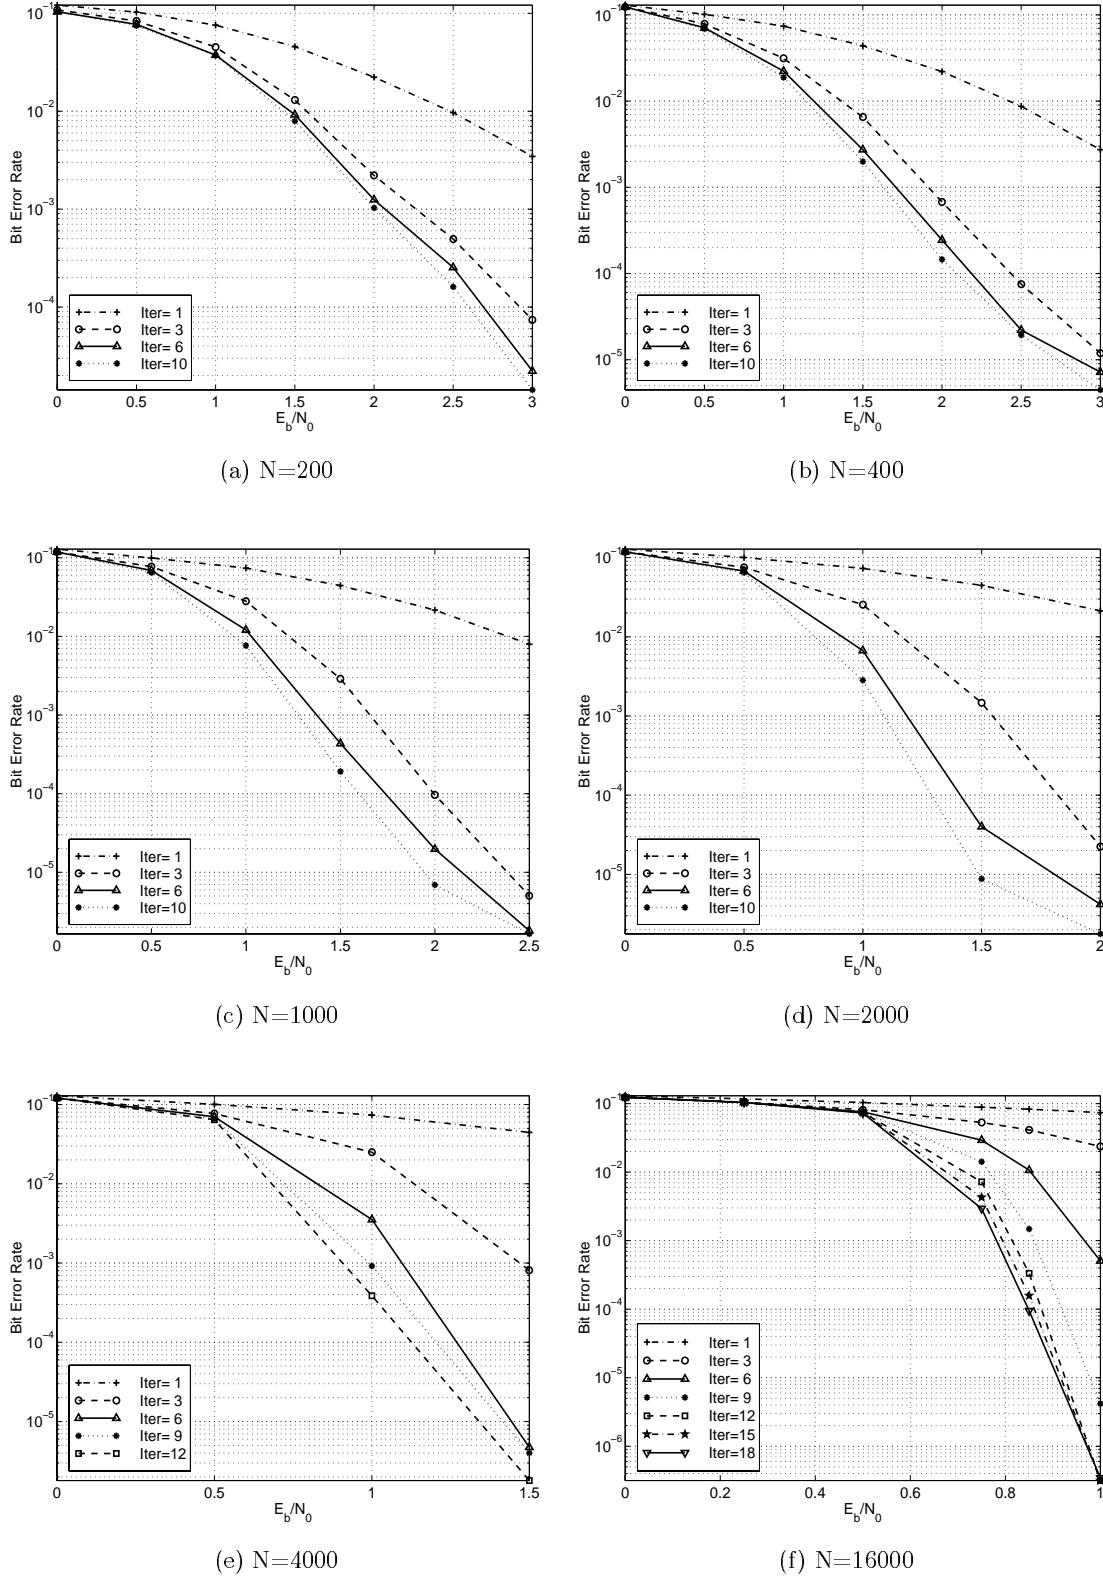 10^−1
10^−2
10^−3
10^−4
Bit Error Rate
Iter= 1
Iter= 3
Iter= 6
Iter=10
0 0.5 1 1.5 2 2.5 3
E_b/N_0
(a) N=200
10^−1
10^−2
10^−3
10^−4
10^−5
Bit Error Rate
Iter= 1
Iter= 3
Iter= 6
Iter=10
0 0.5 1 1.5 2 2.5 3
E_b/N_0
(b) N=400
10^−1
10^−2
10^−3
10^−4
10^−5
Bit Error Rate
Iter= 1
Iter= 3
Iter= 6
Iter=10
0 0.5 1 1.5 2 2.5
E_b/N_0
(c) N=1000
10^−1
10^−2
10^−3
10^−4
10^−5
Bit Error Rate
Iter= 1
Iter= 3
Iter= 6
Iter=10
0 0.5 1 1.5 2
E_b/N_0
(d) N=2000
10^−1
10^−2
10^−3
10^−4
10^−5
Bit Error Rate
Iter= 1
Iter= 3
Iter= 6
Iter= 9
Iter=12
0 0.5 1 1.5
E_b/N_0
(e) N=4000
10^−1
10^−2
10^−3
10^−4
10^−5
10^−6
Bit Error Rate
Iter= 1
Iter= 3
Iter= 6
Iter= 9
Iter=12
Iter=15
Iter=18
0 0.2 0.4 0.6 0.8 1
E_b/N_0
(f) N=16000